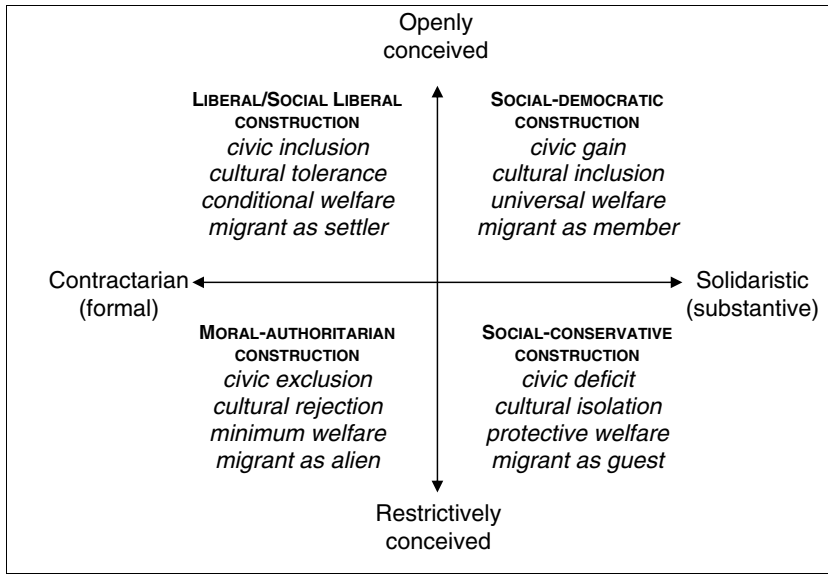 Openly
conceived
LIBERAL/SOCIAL LIBERAL
CONSTRUCTION
civic inclusion
cultural tolerance
conditional welfare
migrant as settler
SOCIAL-DEMOCRATIC
CONSTRUCTION
civic gain
cultural inclusion
universal welfare
migrant as member
Contractarian
(formal)
Solidaristic
(substantive)
MORAL-AUTHORITARIAN
CONSTRUCTION
civic exclusion
cultural rejection
minimum welfare
migrant as alien
SOCIAL-CONSERVATIVE
CONSTRUCTION
civic deficit
cultural isolation
protective welfare
migrant as guest
Restrictively
conceived